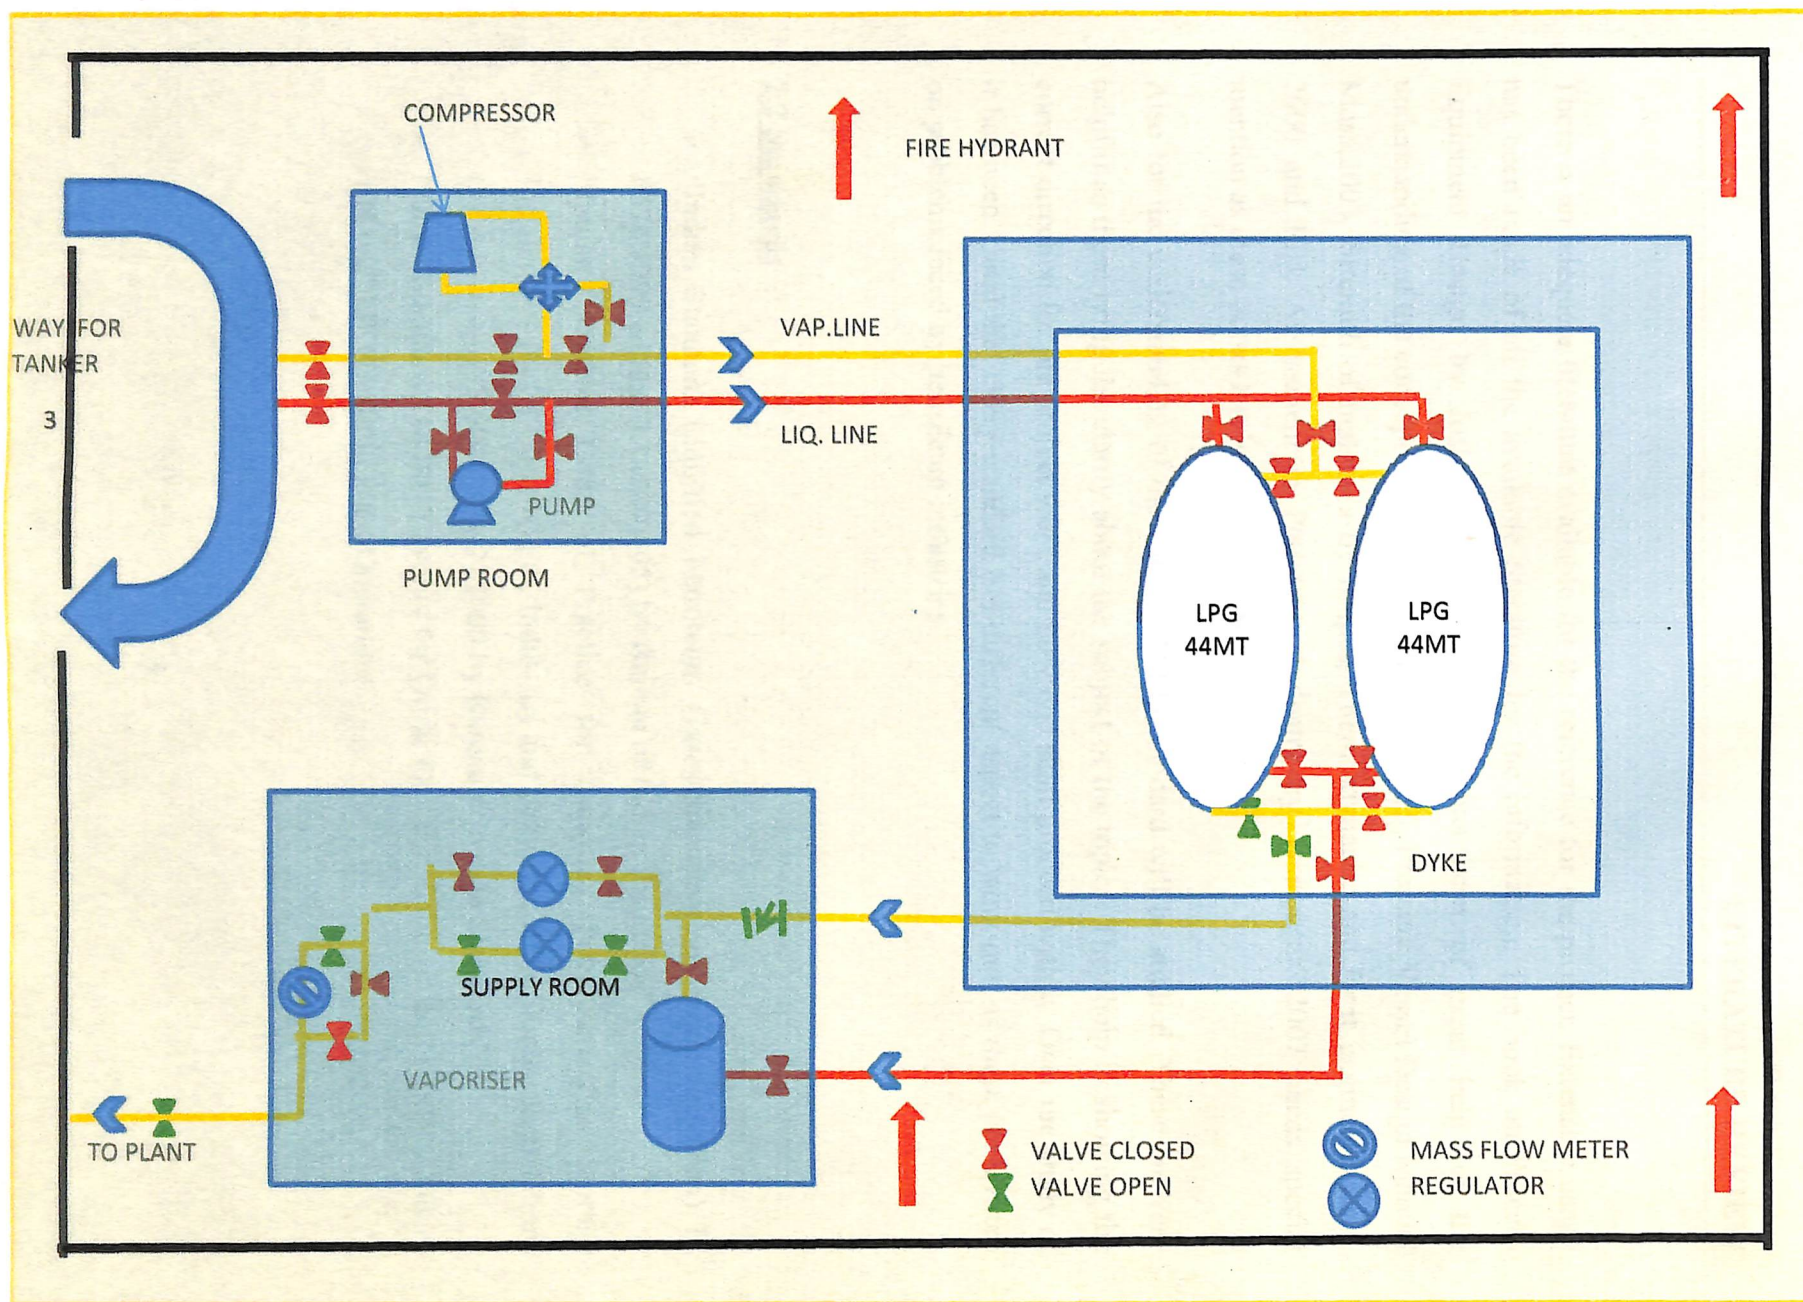 COMPRESSOR
FIRE HYDRANT
WAY FOR
TANKER
3
VAP.LINE
LIQ. LINE
PUMP
PUMP ROOM
LPG
44MT
LPG
44MT
DYKE
SUPPLY ROOM
VAPORISER
TO PLANT
VALVE CLOSED
VALVE OPEN
MASS FLOW METER
REGULATOR